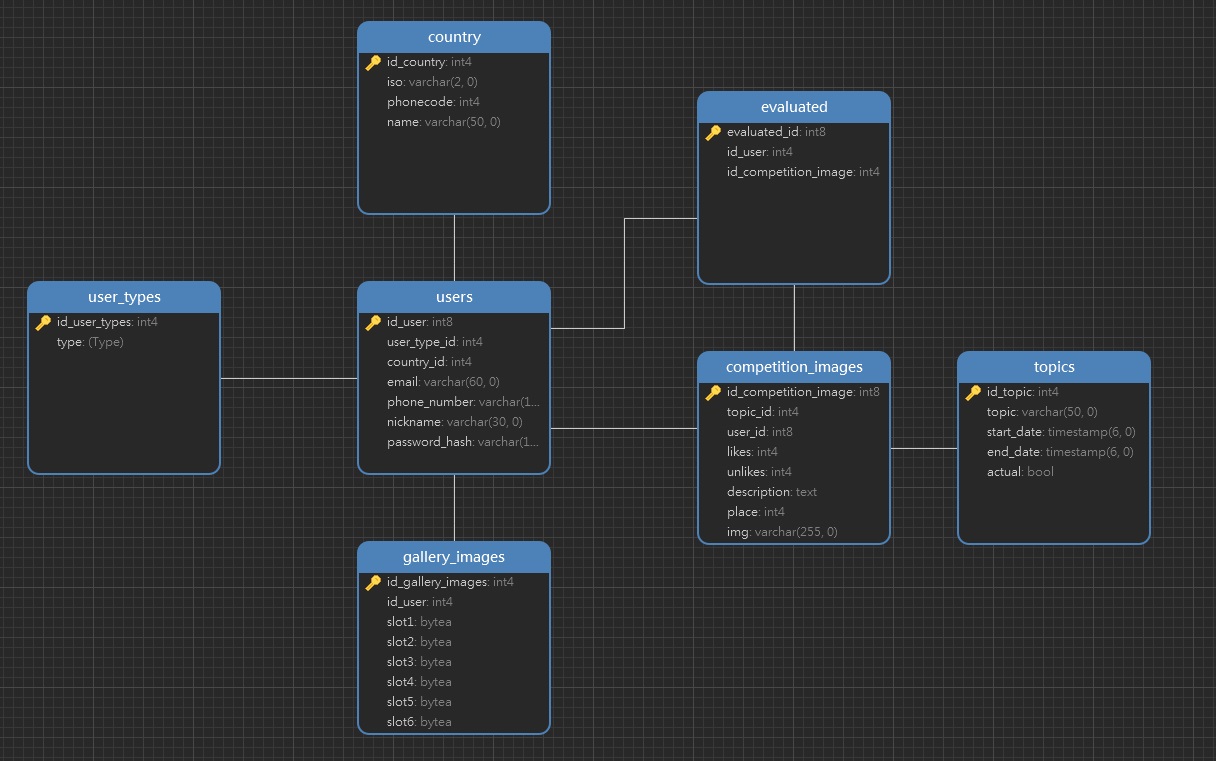 country
id_country: int4
iso: varchar(2, 0)
phonecode: int4
name: varchar(50, 0)
evaluated
evaluated_id: int8
id_user: int4
id_competition_image: int4
user_types
id_user_types: int4
type: (Type)
users
id_user: int8
user_type_id: int4
country_id: int4
email: varchar(60, 0)
phone_number: varchar(1...
nickname: varchar(30, 0)
password_hash: varchar(1...
competition_images
id_competition_image: int8
topic_id: int4
user_id: int8
likes: int4
unlikes: int4
description: text
place: int4
img: varchar(255, 0)
topics
id_topic: int4
topic: varchar(50, 0)
start_date: timestamp(6, 0)
end_date: timestamp(6, 0)
actual: bool
gallery_images
id_gallery_images: int4
id_user: int4
slot1: bytea
slot2: bytea
slot3: bytea
slot4: bytea
slot5: bytea
slot6: bytea